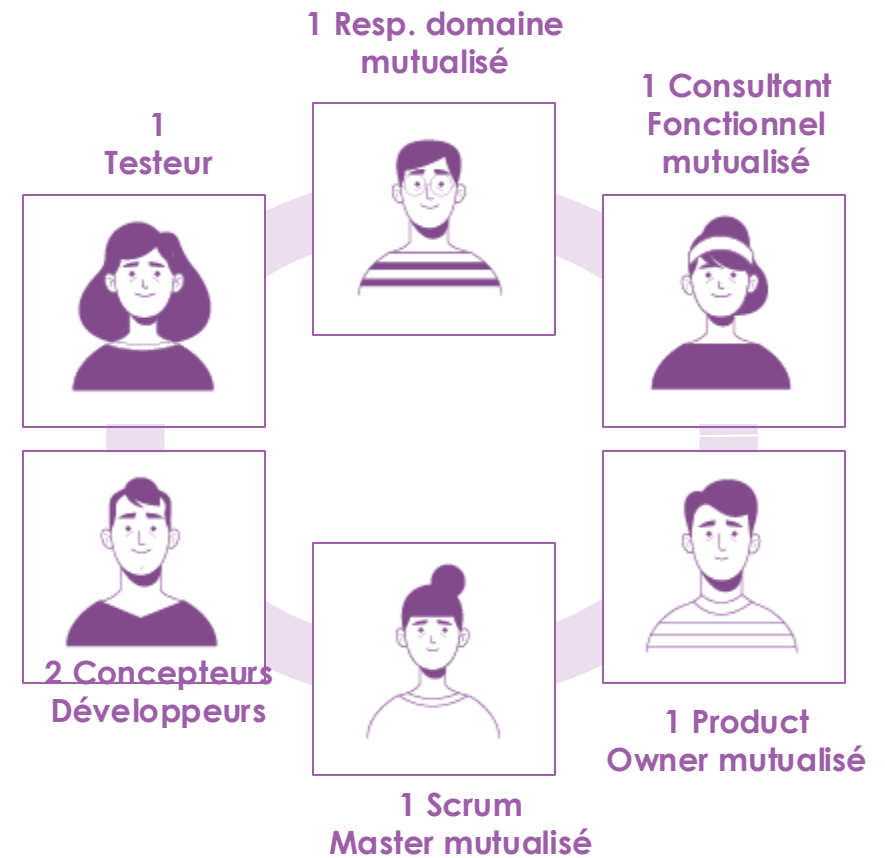 1 Resp. domaine
mutualisé
1 Consultant
Fonctionnel
mutualisé
1
Testeur
2 Concepteurs
Développeurs
1 Product
Owner mutualisé
1 Scrum
Master mutualisé